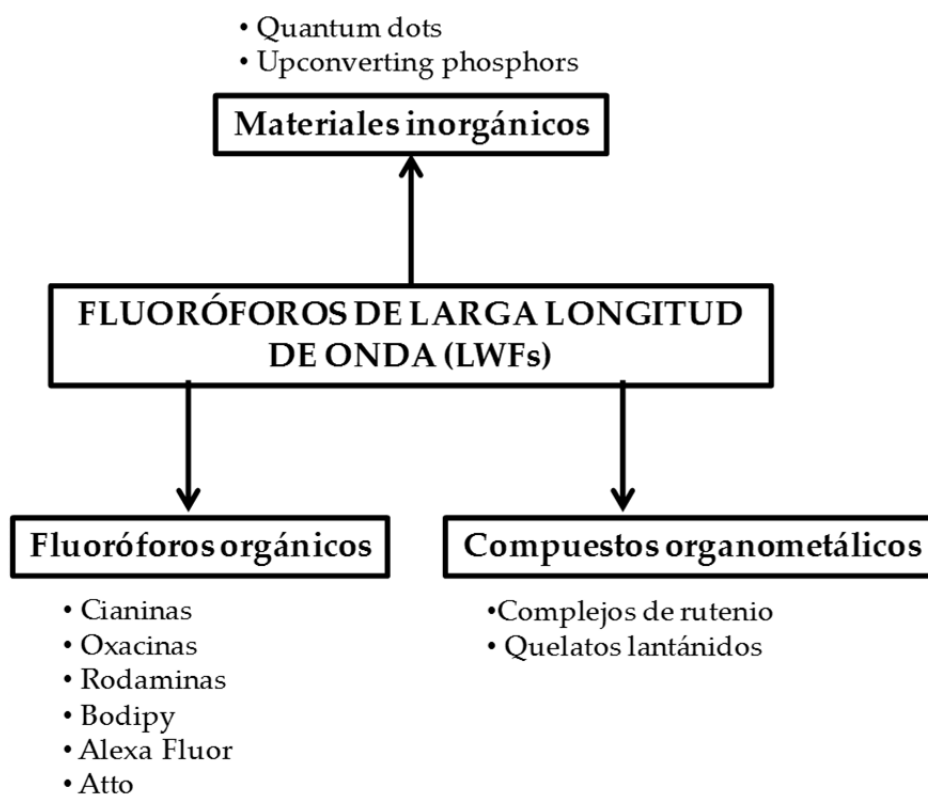 • Quantum dots
• Upconverting phosphors
Materiales inorgánicos
FLUORÓFOROS DE LARGA LONGITUD
DE ONDA (LWFs)
Fluoróforos orgánicos
• Cianinas
• Oxacinas
• Rodaminas
• Bodipy
• Alexa Fluor
• Atto
Compuestos organometálicos
•Complejos de rutenio
• Quelatos lantánidos